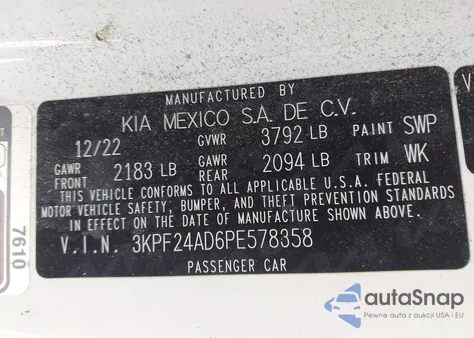 MANUFACTURED BY
KIA MEXICO S.A. DE C.V.
12/22 GVWR 3792 LB PAINT SWP
GAWR FRONT 2183 LB GAWR REAR 2094 LB TRIM WK
THIS VEHICLE CONFORMS TO ALL APPLICABLE U.S.A. FEDERAL
MOTOR VEHICLE SAFETY, BUMPER, AND THEFT PREVENTION STANDARDS
IN EFFECT ON THE DATE OF MANUFACTURE SHOWN ABOVE.
V.I.N. 3KPF24AD6PE578358
PASSENGER CAR
7610
autoSnap
Pewne auta z aukcji USA i EU